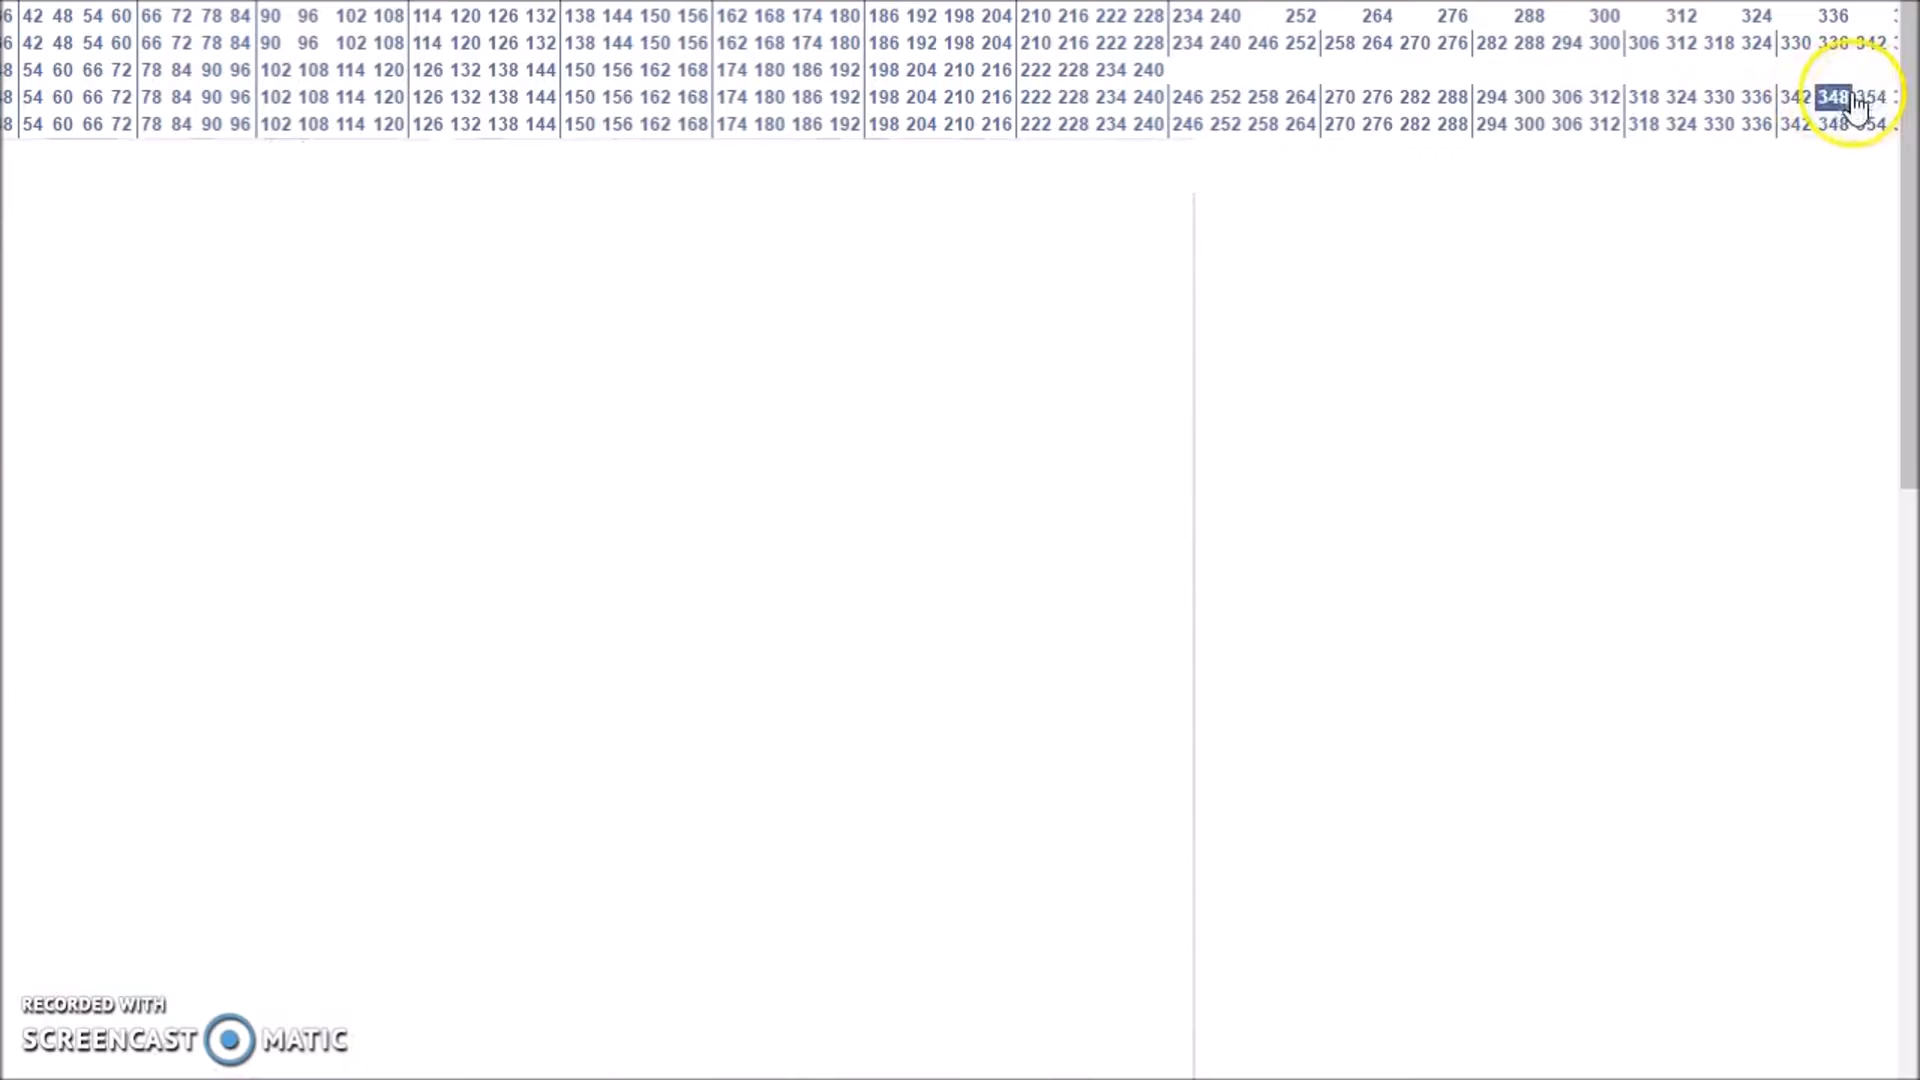 6 42 48 54 60 66 72 78 84 90 96 102 108 114 120 126 132 138 144 150 156 162 168 174 180 186 192 198 204 210 216 222 228 234 240 252 264 276 288 300 312 324 336
6 42 48 54 60 66 72 78 84 90 96 102 108 114 120 126 132 138 144 150 156 162 168 174 180 186 192 198 204 210 216 222 228 234 240 246 252 258 264 270 276 282 288 294 300 306 312 318 324 330 336 342
8 54 60 66 72 78 84 90 96 102 108 114 120 126 132 138 144 150 156 162 168 174 180 186 192 198 204 210 216 222 228 234 240
8 54 60 66 72 78 84 90 96 102 108 114 120 126 132 138 144 150 156 162 168 174 180 186 192 198 204 210 216 222 228 234 240 246 252 258 264 270 276 282 288 294 300 306 312 318 324 330 336 342 348 354
8 54 60 66 72 78 84 90 96 102 108 114 120 126 132 138 144 150 156 162 168 174 180 186 192 198 204 210 216 222 228 234 240 246 252 258 264 270 276 282 288 294 300 306 312 318 324 330 336 342 348 354
RECORDED WITH
SCREENCAST MATIC